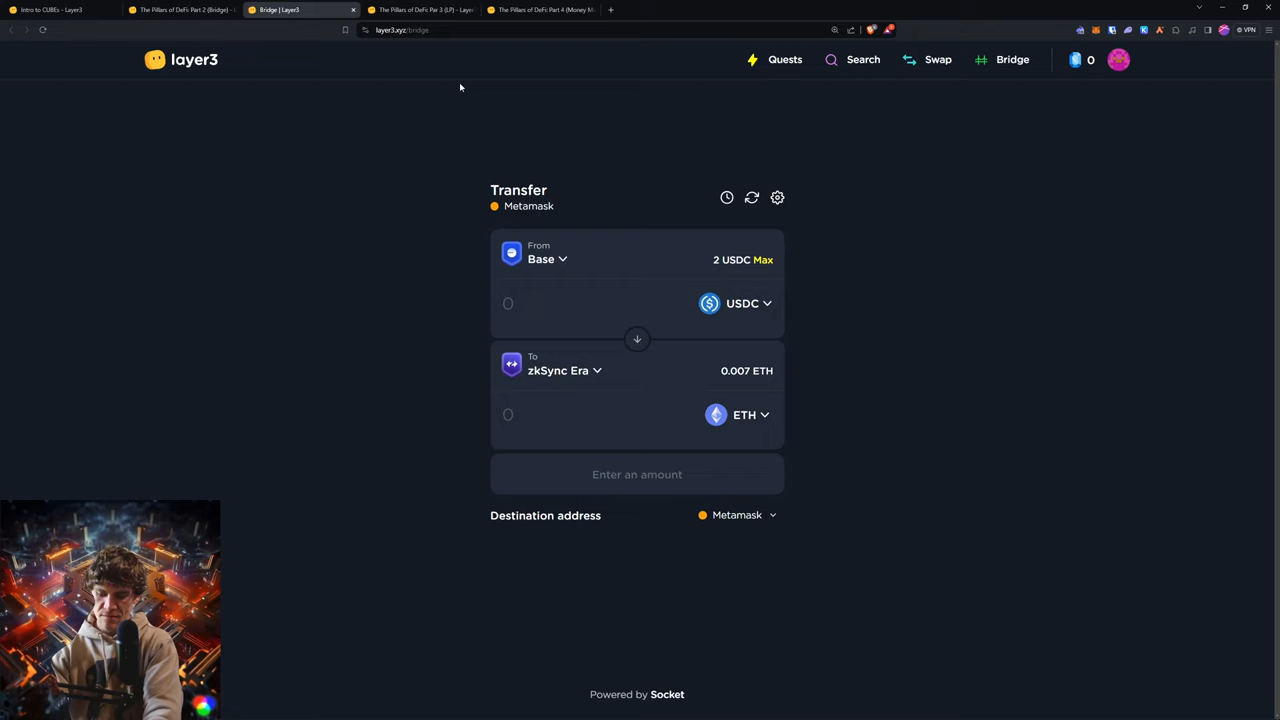 Intro to CUBEs - Layer3
The Pillars of DeFi: Part 2 (Bridge) -
Bridge | Layer3
The Pillars of DeFi: Par 3 (LP) - Layer
The Pillars of DeFi: Part 4 (Money M
layer3.xyz/bridge
VPN
layer3
Quests
Search
Swap
Bridge
0
Transfer
Metamask
From
Base
2 USDC Max
0
USDC
To
zkSync Era
0.007 ETH
0
ETH
Enter an amount
Destination address
Metamask
Powered by Socket